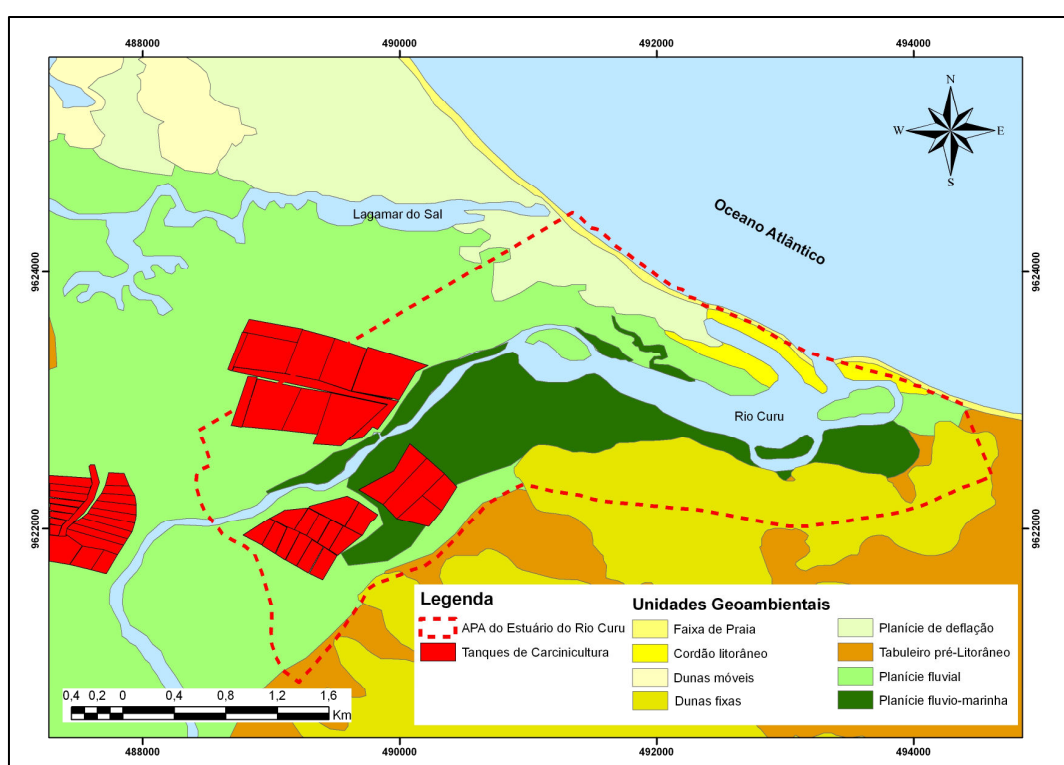 488000 490000 492000 494000
N
W E
S
Oceano Atlântico
Lagamar do Sal
9624000 9624000
Rio Curu
9622000 9622000
Legenda
APA do Estuário do Rio Curu
Tanques de Carcinicultura
Unidades Geoambientais
Faixa de Praia
Cordão litorâneo
Dunas móveis
Dunas fixas
Planície de deflação
Tabuleiro pré-Litorâneo
Planície fluvial
Planície fluvio-marinha
0,4 0,2 0 0,4 0,8 1,2 1,6
Km
488000 490000 492000 494000